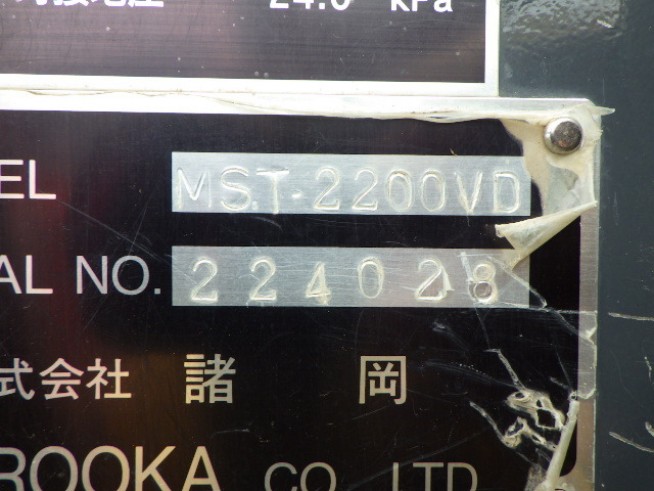 24.0 kPa
EL MST-2200VD
AL NO. 224028
式会社 諸岡
ROOKA CO. LTD